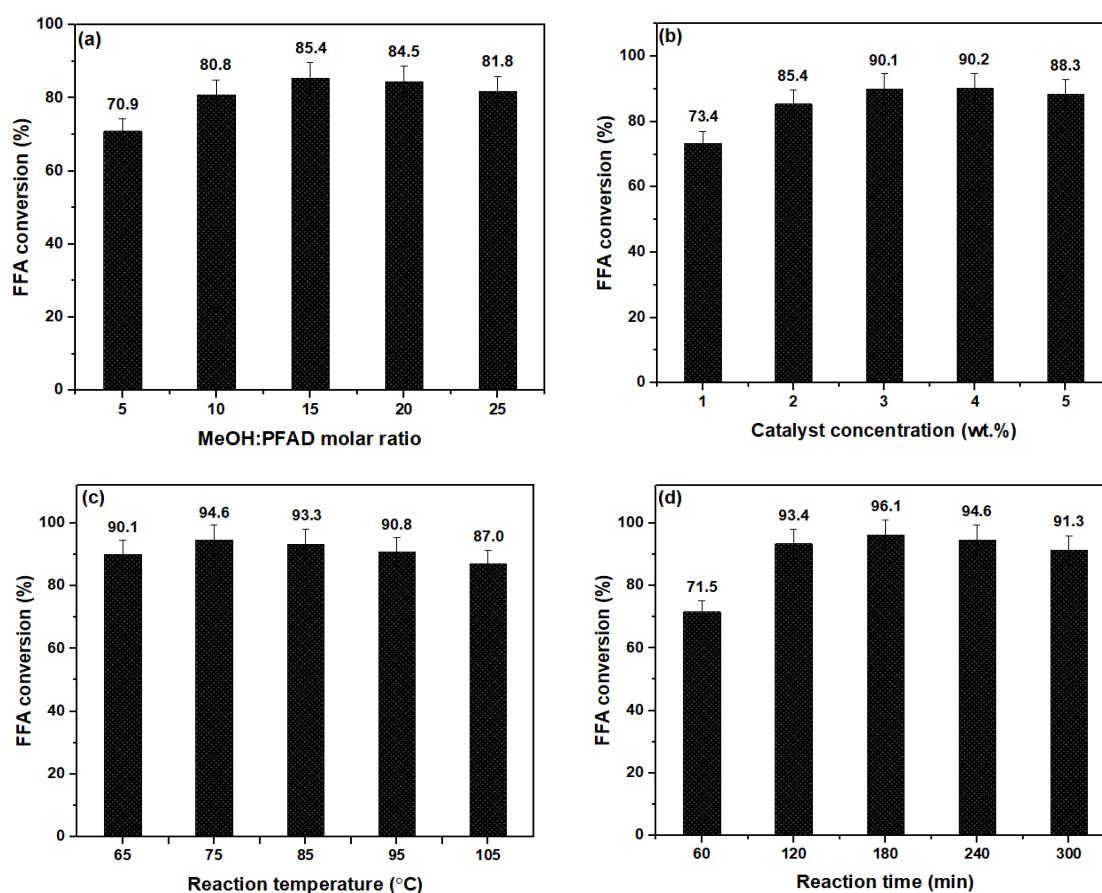 (a)
FFA conversion (%)
100
80
60
40
20
0
70.9
80.8
85.4
84.5
81.8
5 10 15 20 25
MeOH:PFAD molar ratio
(b)
FFA conversion (%)
100
80
60
40
20
0
73.4
85.4
90.1
90.2
88.3
1 2 3 4 5
Catalyst concentration (wt.%)
(c)
FFA conversion (%)
100
80
60
40
20
0
90.1
94.6
93.3
90.8
87.0
65 75 85 95 105
Reaction temperature (°C)
(d)
FFA conversion (%)
100
80
60
40
20
0
71.5
93.4
96.1
94.6
91.3
60 120 180 240 300
Reaction time (min)